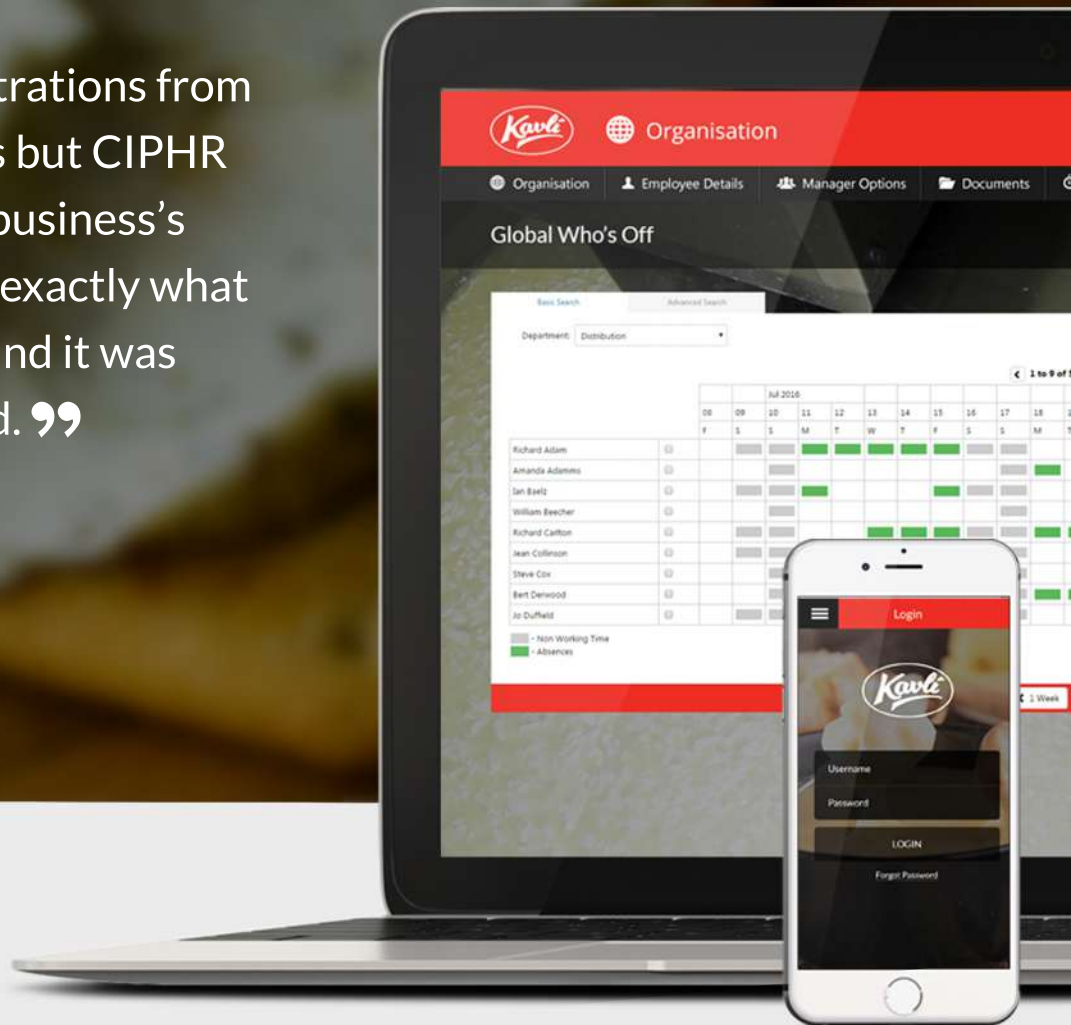 trations from
s but CIPHR
business's
exactly what
nd it was
d. ”
Kavli
Organisation
Organisation Employee Details Manager Options Documents
Global Who's Off
Basic Search Advanced Search
Department: Distribution
1 to 9 of
Jul 2016
08 09 10 11 12 13 14 15 16 17 18
F S S M T W T F S S M
Richard Adam
Amanda Adamms
Ian Baelz
William Beecher
Richard Carlton
Jean Collinson
Steve Cox
Bert Derwood
Jo Duffield
- Non Working Time
- Absences
1 Week
Login
Kavli
Username
Password
LOGIN
Forgot Password